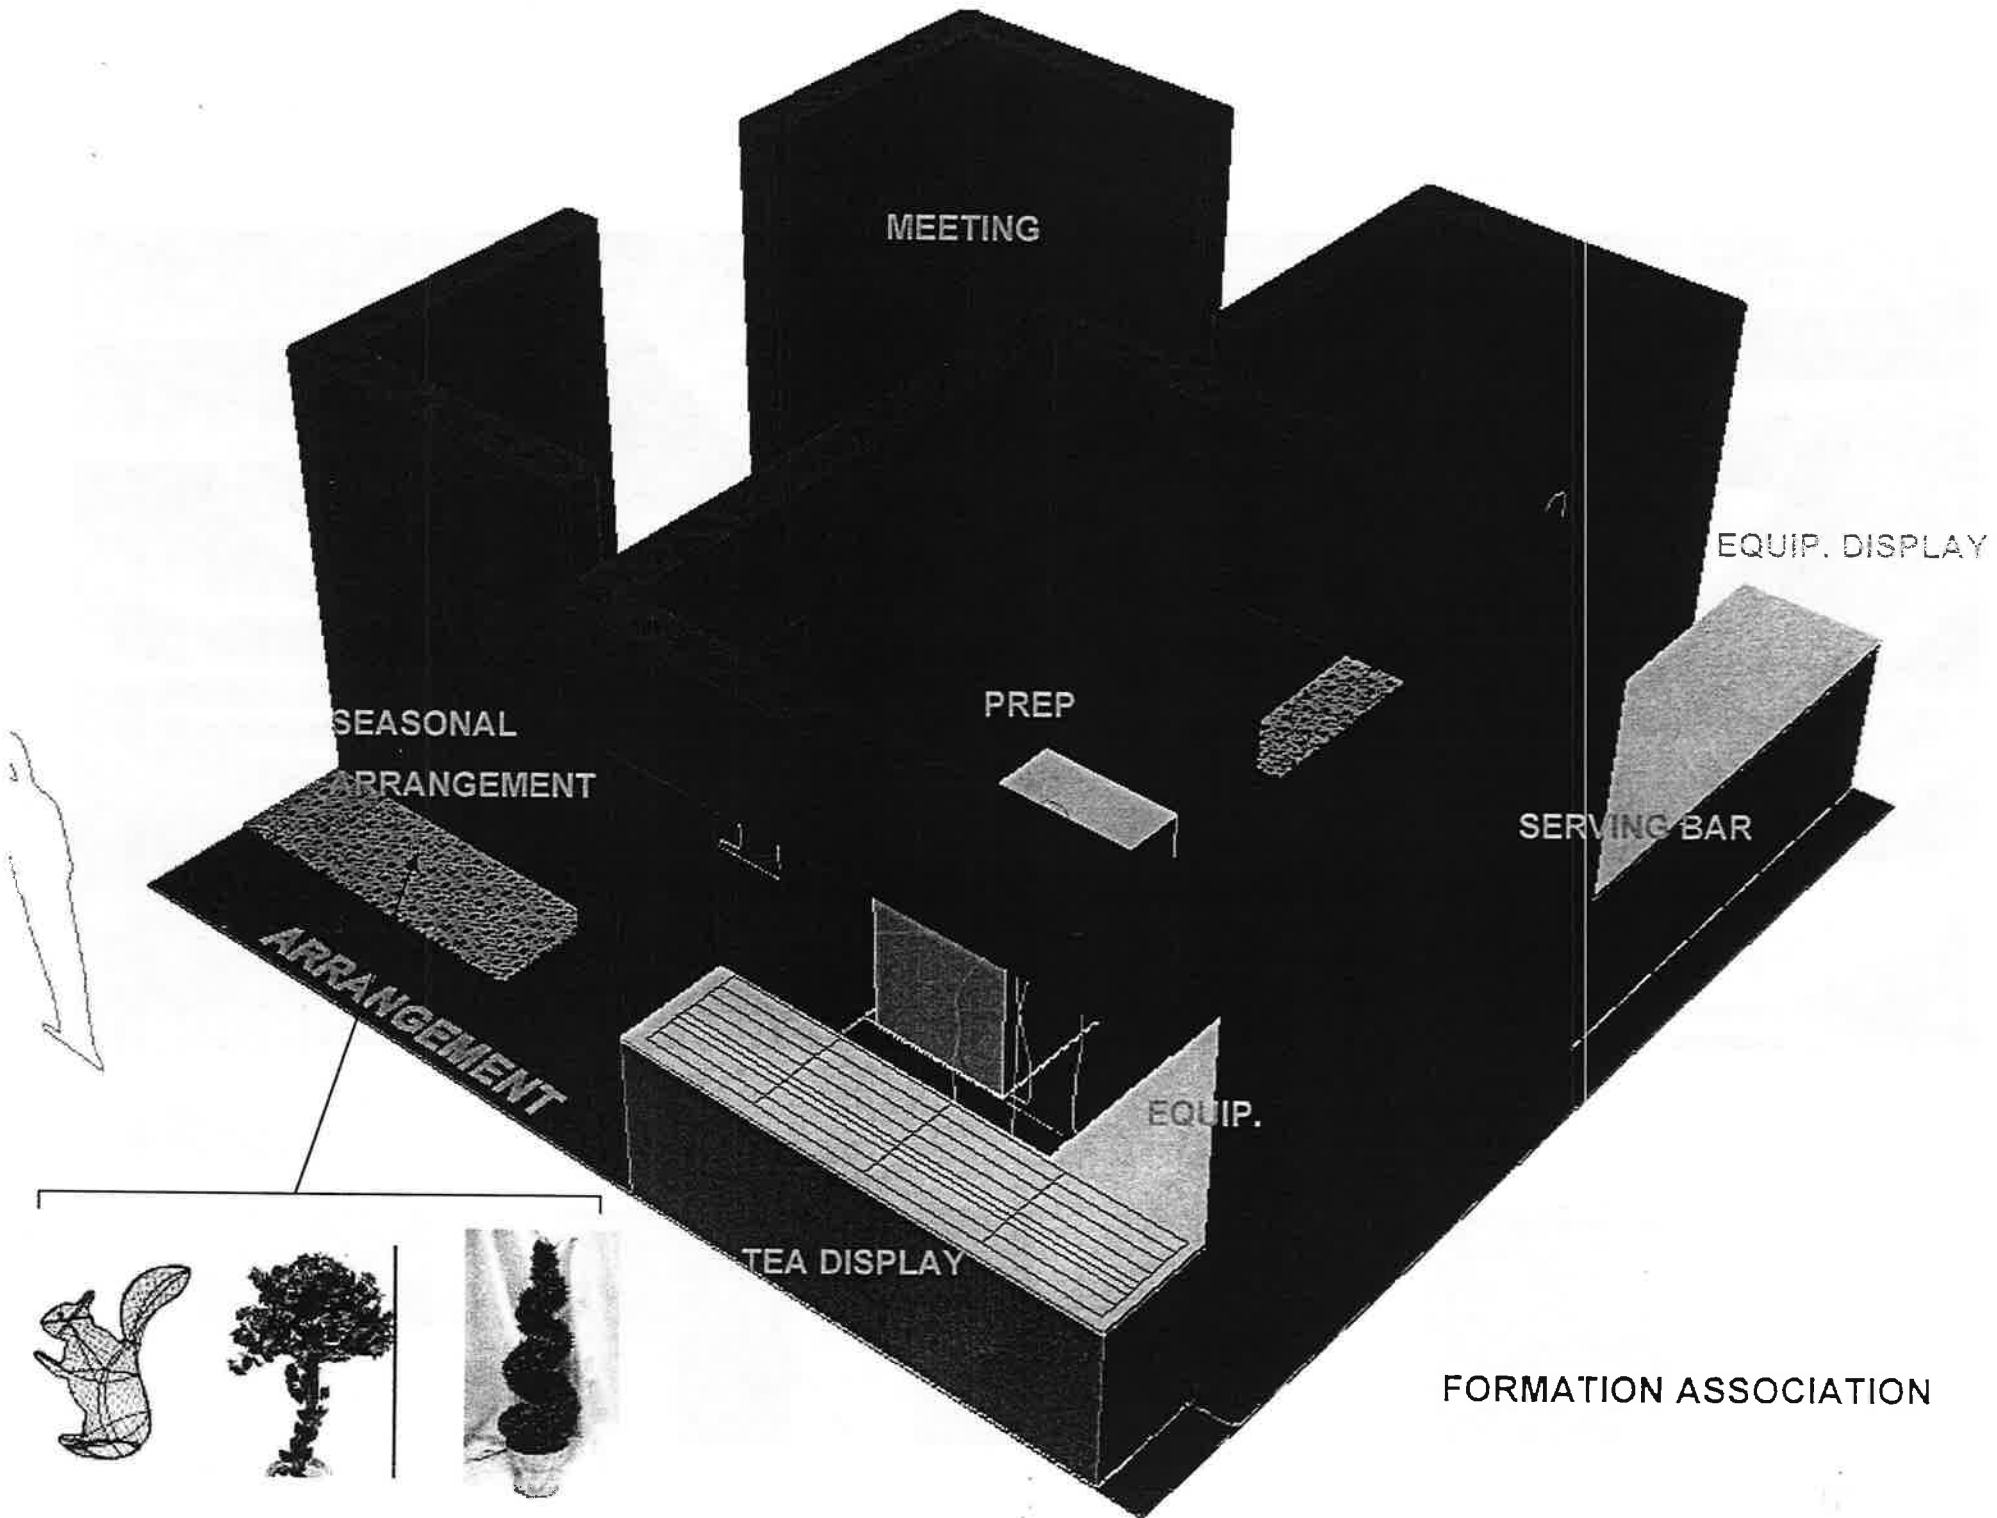 MEETING
EQUIP. DISPLAY
SEASONAL
ARRANGEMENT
PREP
SERVING BAR
ARRANGEMENT
EQUIP.
TEA DISPLAY
FORMATION ASSOCIATION